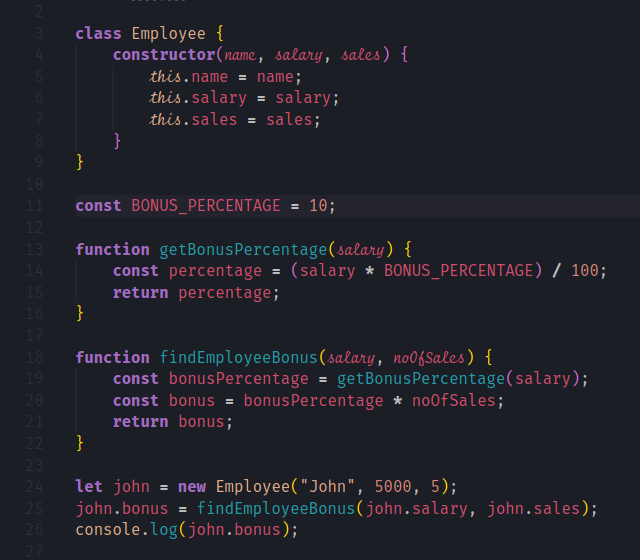 2
3 class Employee {
4 constructor(name, salary, sales) {
5 this.name = name;
6 this.salary = salary;
7 this.sales = sales;
8 }
9 }
10
11 const BONUS_PERCENTAGE = 10;
12
13 function getBonusPercentage(salary) {
14 const percentage = (salary * BONUS_PERCENTAGE) / 100;
15 return percentage;
16 }
17
18 function findEmployeeBonus(salary, noOfSales) {
19 const bonusPercentage = getBonusPercentage(salary);
20 const bonus = bonusPercentage * noOfSales;
21 return bonus;
22 }
23
24 let john = new Employee("John", 5000, 5);
25 john.bonus = findEmployeeBonus(john.salary, john.sales);
26 console.log(john.bonus);
27